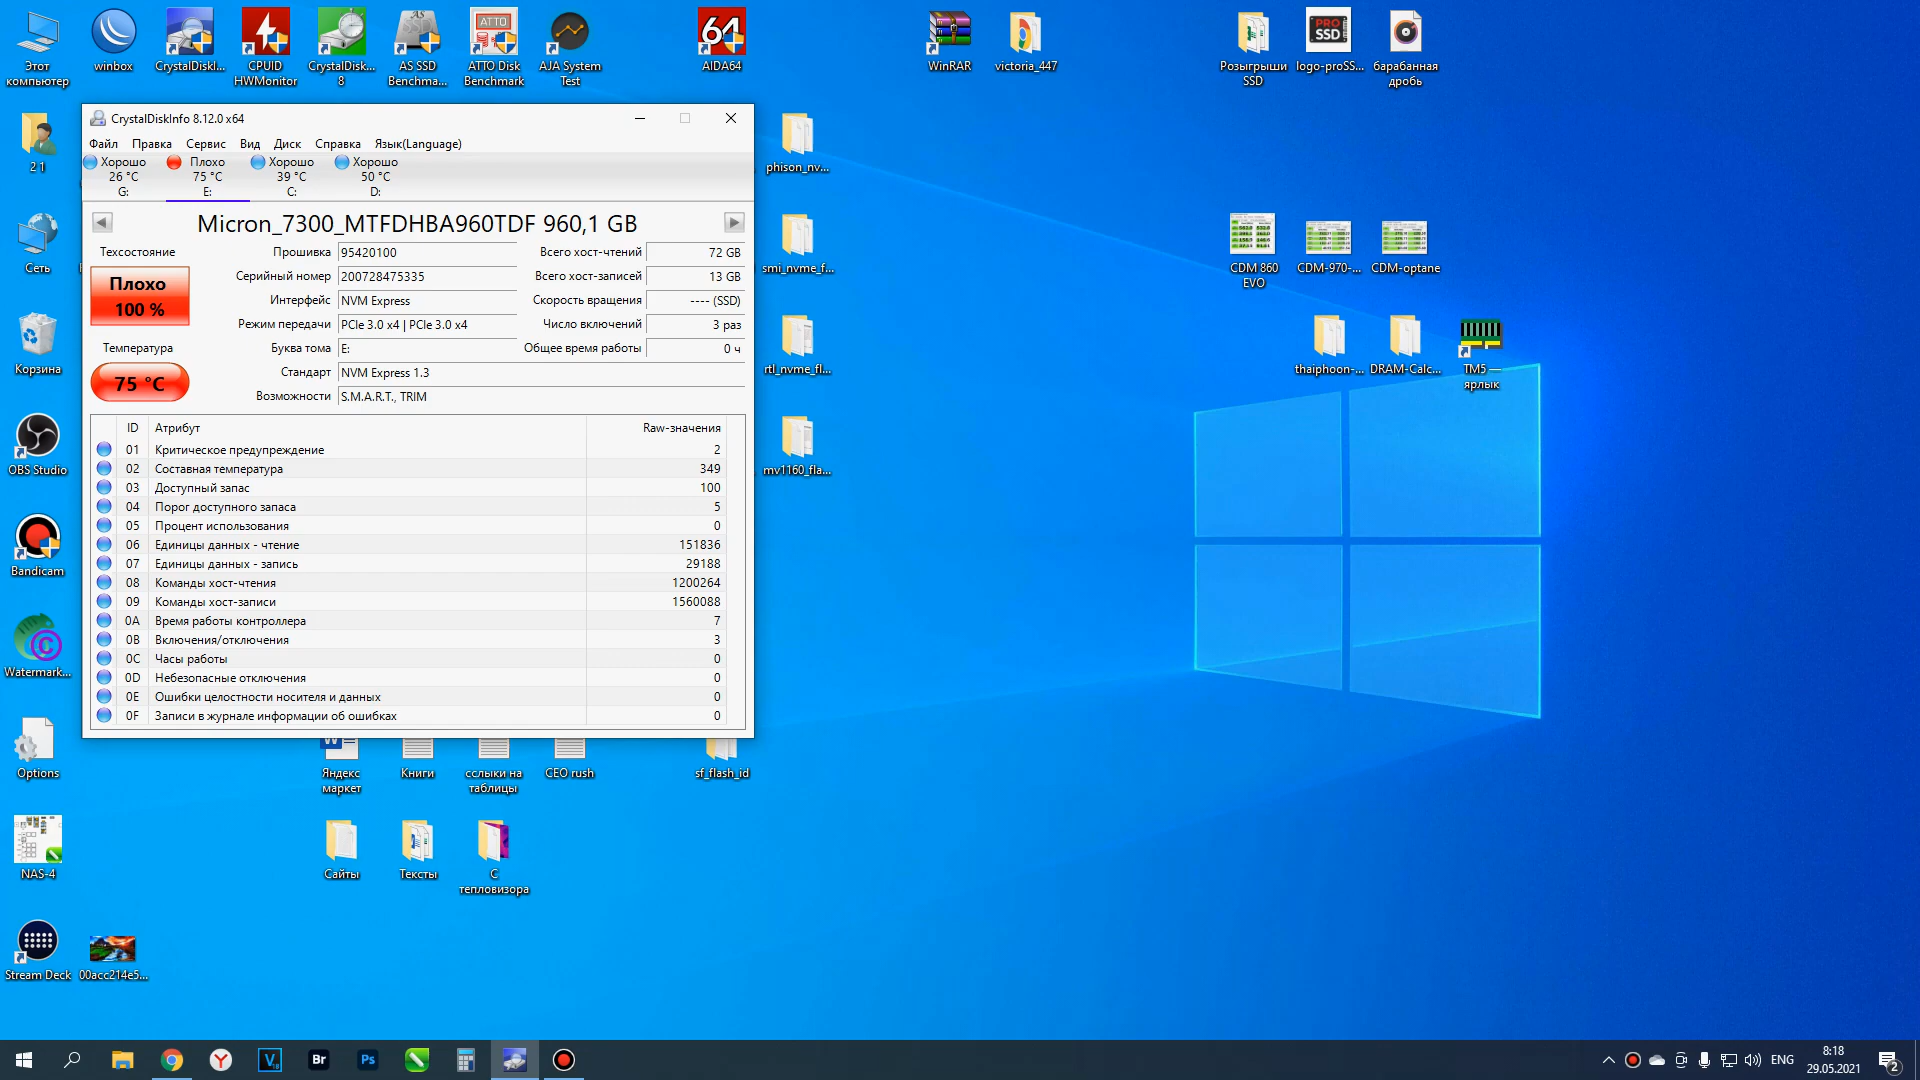 Этот
компьютер
winbox
CrystalDiskI...
CPUID
HWMonitor
CrystalDisk...
8
AS SSD
Benchma...
ATTO Disk
Benchmark
AJA System
Test
64
AIDA64
WinRAR
victoria_447
Розыгрыши
SSD
PRO
SSD
logo-proSS...
барабанная
дробь
CrystalDiskInfo 8.12.0 x64
Файл Правка Сервис Вид Диск Справка Язык(Language)
Хорошо
26 °C
G:
Плохо
75 °C
E:
Хорошо
39 °C
C:
Хорошо
50 °C
D:
Micron_7300_MTFDHBA960TDF 960,1 GB
Техсостояние
Плохо
100 %
Температура
75 °C
Прошивка 95420100
Серийный номер 200728475335
Интерфейс NVM Express
Режим передачи PCIe 3.0 x4 | PCIe 3.0 x4
Буква тома E:
Стандарт NVM Express 1.3
Возможности S.M.A.R.T., TRIM
Всего хост-чтений 72 GB
Всего хост-записей 13 GB
Скорость вращения ---- (SSD)
Число включений 3 раз
Общее время работы 0 ч
ID Атрибут Raw-значения
01 Критическое предупреждение 2
02 Составная температура 349
03 Доступный запас 100
04 Порог доступного запаса 5
05 Процент использования 0
06 Единицы данных - чтение 151836
07 Единицы данных - запись 29188
08 Команды хост-чтения 1200264
09 Команды хост-записи 1560088
0A Время работы контроллера 7
0B Включения/отключения 3
0C Часы работы 0
0D Небезопасные отключения 0
0E Ошибки целостности носителя и данных 0
0F Записи в журнале информации об ошибках 0
2 1
Сеть
Корзина
OBS Studio
Bandicam
Watermark...
Options
NAS-4
Stream Deck
00acc214e5...
phison_nv...
smi_nvme_f...
rtl_nvme_fl...
mv1160_fla...
CDM 860
EVO
CDM-970-...
CDM-optane
thaiphoon-...
DRAM-Calc...
TM5 —
ярлык
Яндекс
маркет
Книги
сслыки на
таблицы
CEO rush
sf_flash_id
Сайты
Тексты
С
тепловизора
Br
Ps
ENG
8:18
29.05.2021
2